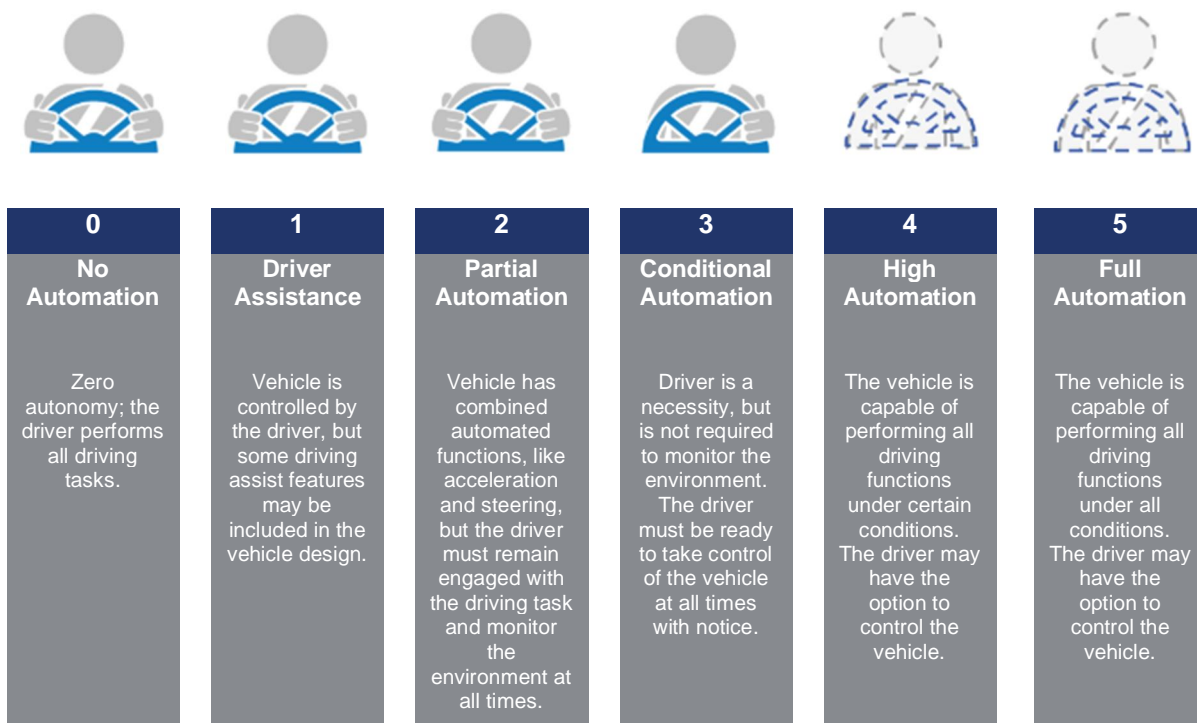 0
No
Automation
Zero
autonomy; the
driver performs
all driving
tasks.
1
Driver
Assistance
Vehicle is
controlled by
the driver, but
some driving
assist features
may be
included in the
vehicle design.
2
Partial
Automation
Vehicle has
combined
automated
functions, like
acceleration
and steering,
but the driver
must remain
engaged with
the driving task
and monitor
the
environment at
all times.
3
Conditional
Automation
Driver is a
necessity, but
is not required
to monitor the
environment.
The driver
must be ready
to take control
of the vehicle
at all times
with notice.
4
High
Automation
The vehicle is
capable of
performing all
driving
functions
under certain
conditions.
The driver may
have the
option to
control the
vehicle.
5
Full
Automation
The vehicle is
capable of
performing all
driving
functions
under all
conditions.
The driver may
have the
option to
control the
vehicle.